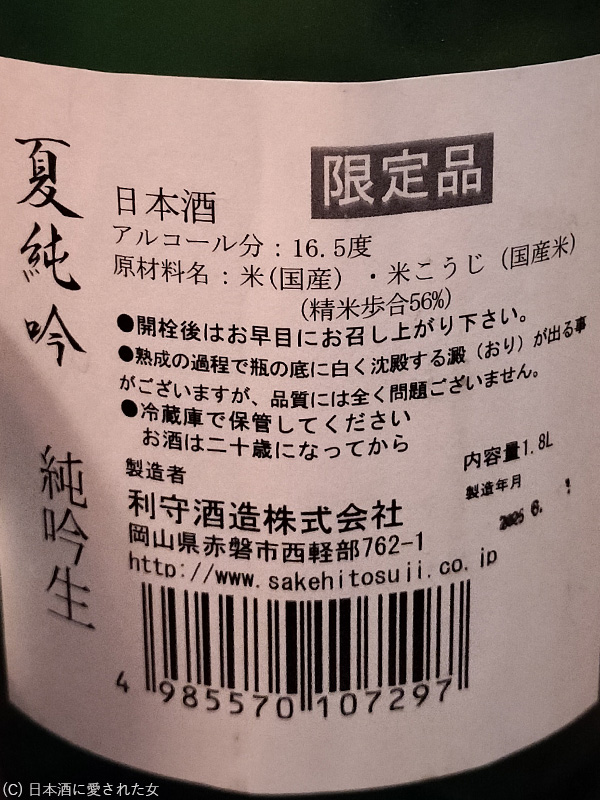 夏純吟
純吟生
限定品
日本酒
アルコール分：16.5度
原材料名：米(国産)・米こうじ(国産米)
(精米歩合56%)
●開栓後はお早目にお召し上がり下さい。
●熟成の過程で瓶の底に白く沈殿する澱（おり）が出る事
がございますが、品質には全く問題ございません。
●冷蔵庫で保管してください
お酒は二十歳になってから
製造者
利守酒造株式会社
岡山県赤磐市西軽部762-1
http://www.sakehitosuji.co.jp
内容量1.8L
製造年月
2025 6.
4 985570 107297
(C) 日本酒に愛された女